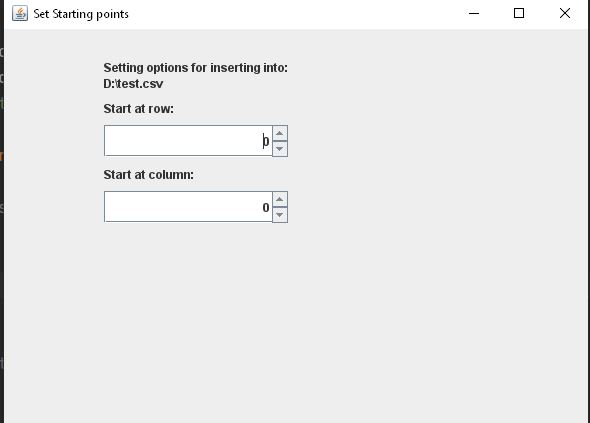 Set Starting points
Setting options for inserting into:
D:\test.csv
Start at row:
0
Start at column:
0